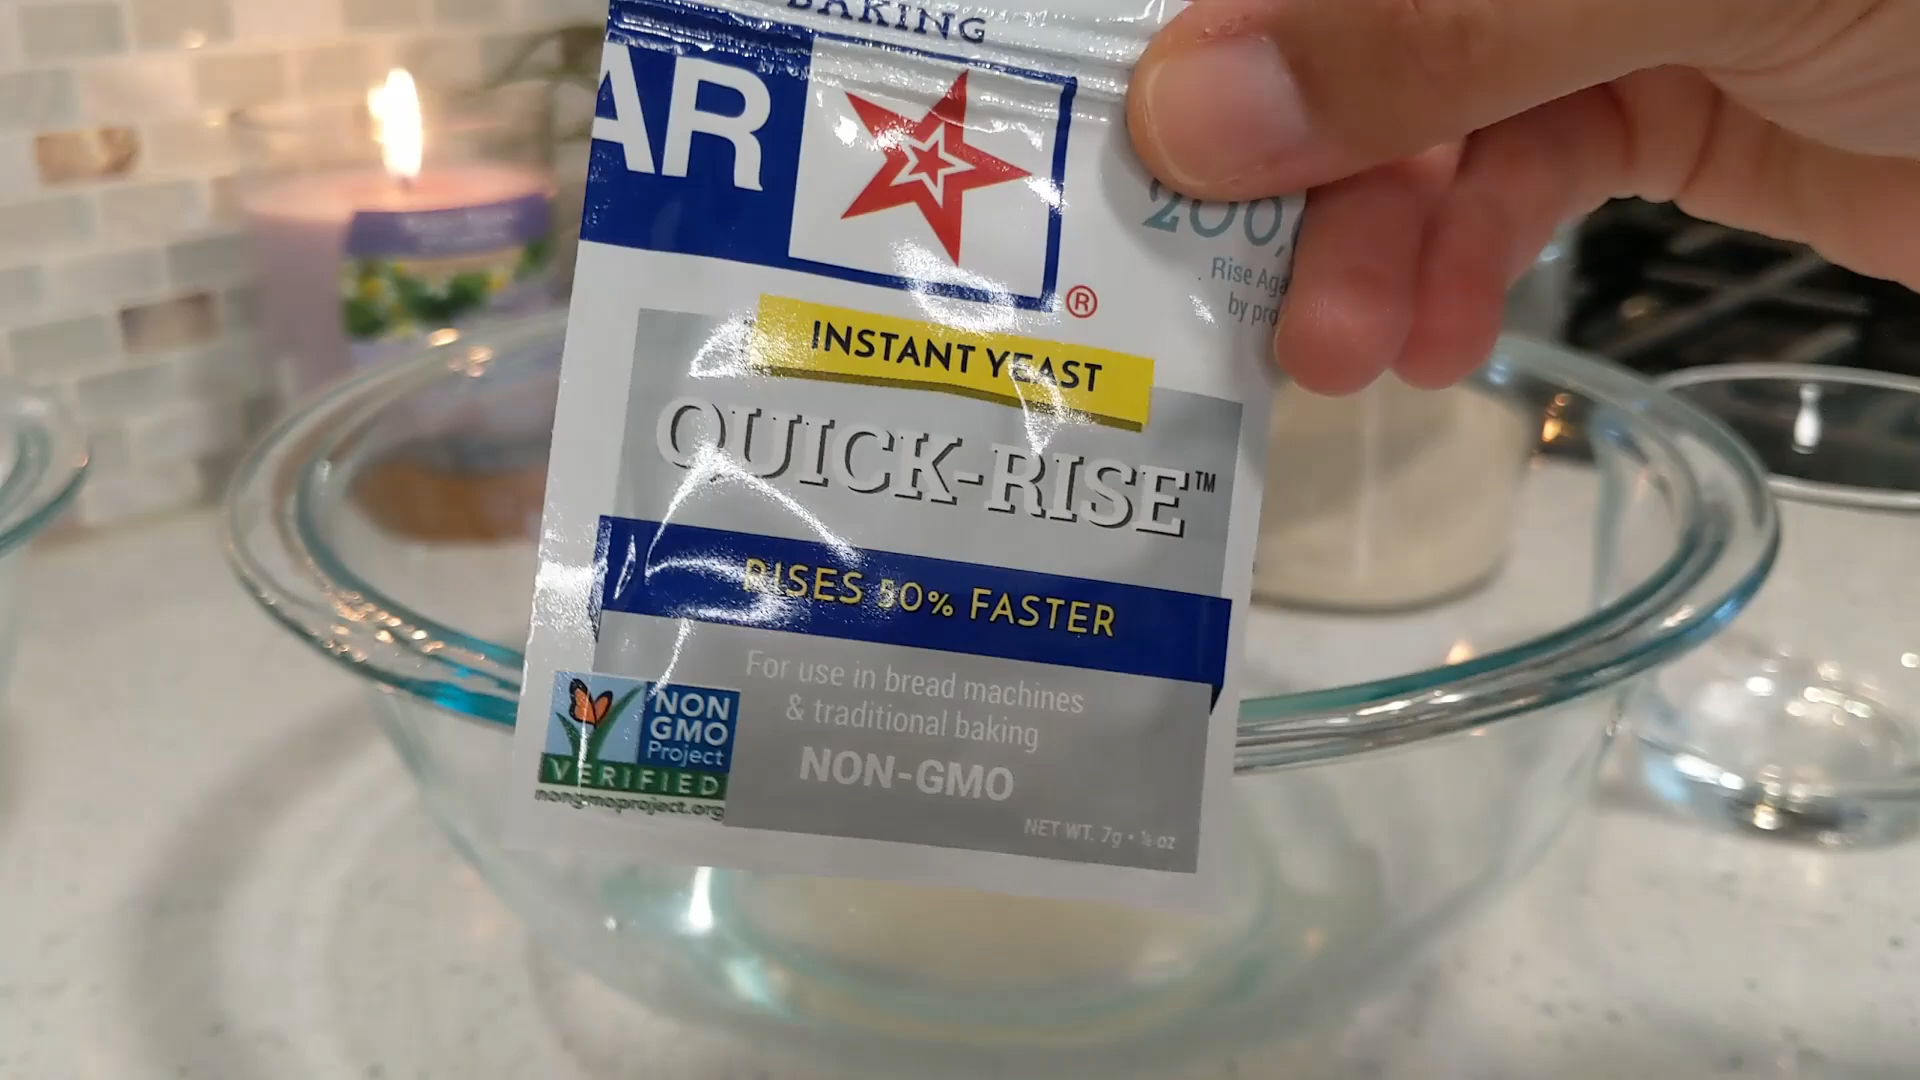 BAKING
AR
®
200,
Rise Aga
by pro
INSTANT YEAST
QUICK-RISE™
RISES 50% FASTER
For use in bread machines
& traditional baking
NON-GMO
NON
GMO
Project
VERIFIED
nongmoproject.org
NET WT. 7g • ¼ oz